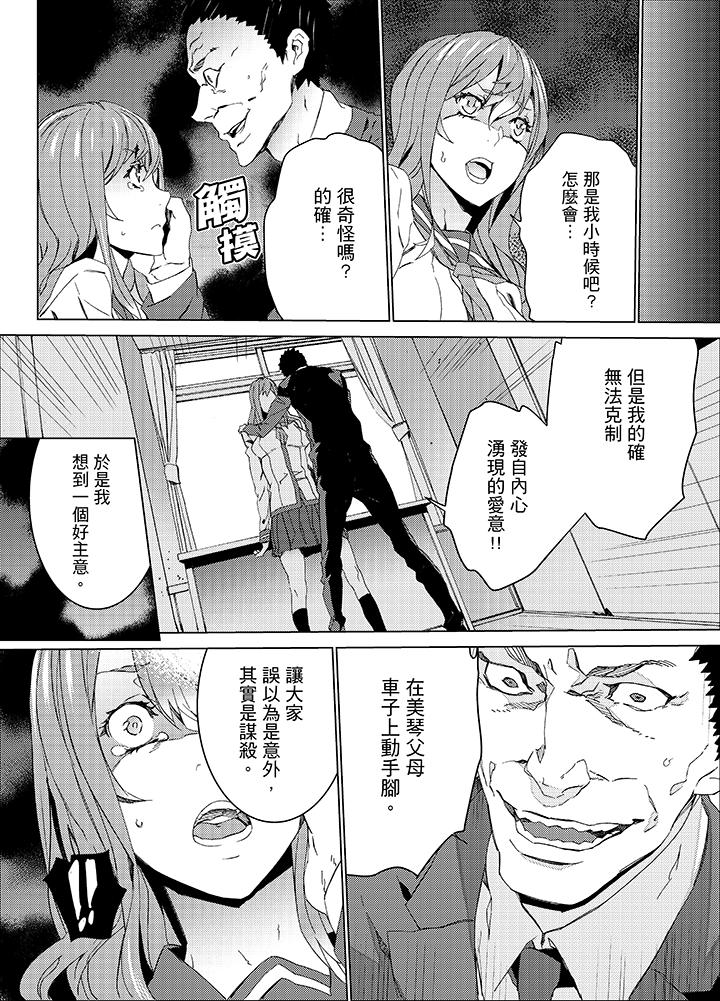 那是我小時候吧？
怎麼會…
很奇怪嗎？
的確…
觸摸
但是我的確
無法克制
發自內心
湧現的愛意!!
於是我
想到一個好主意。
在美琴父母
車子上動手腳。
讓大家
誤以為是意外，
其實是謀殺。
!!